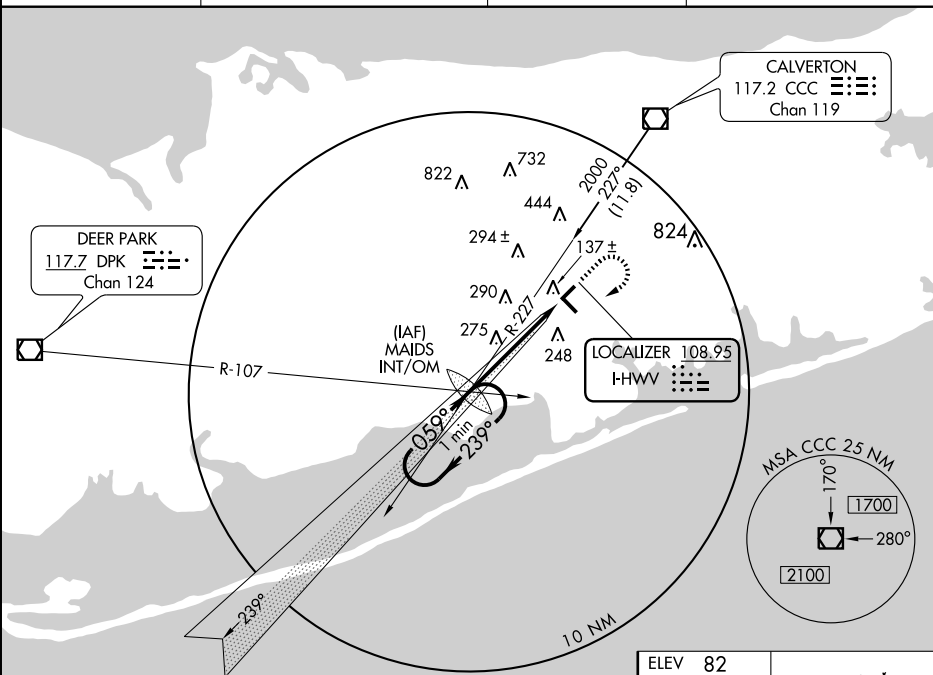 CALVERTON
117.2 CCC
Chan 119
732
822
2000
227°
(11.8)
444
824
294 ±
137 ±
DEER PARK
117.7 DPK
Chan 124
290
R-227
275
248
(IAF)
MAIDS
INT/OM
LOCALIZER 108.95
I-HWV
R-107
059°
1 min
239°
MSA CCC 25 NM
170°
1700
280°
2100
239°
10 NM
ELEV 82